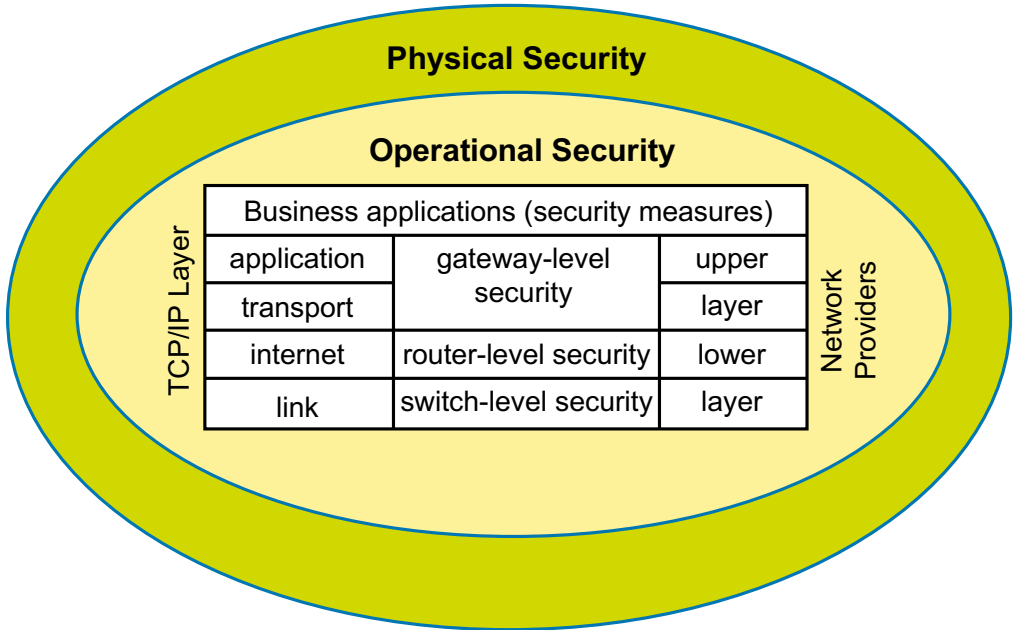 Physical Security
Operational Security
TCP/IP Layer
Business applications (security measures)
application
gateway-level
security
upper
transport
layer
internet
router-level security
lower
link
switch-level security
layer
Network
Providers